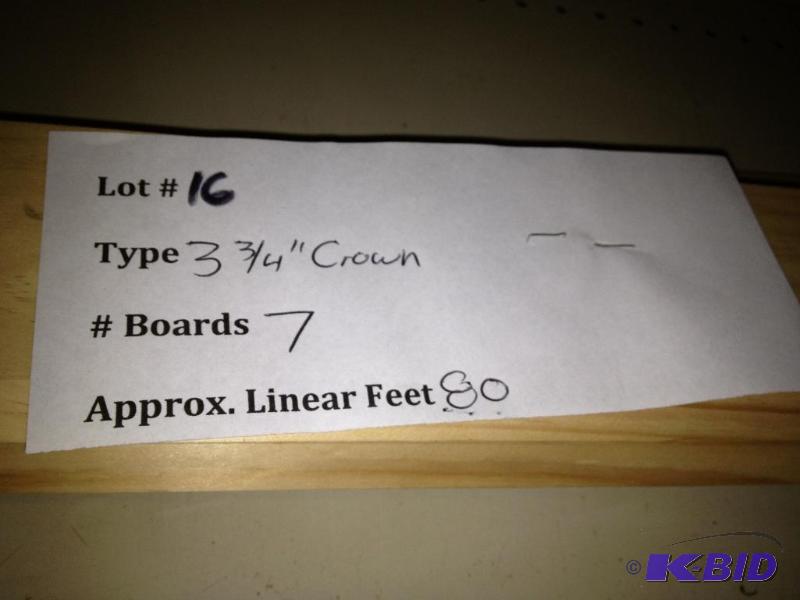 Lot # 16
Type 3 3/4" Crown
# Boards 7
Approx. Linear Feet 80
© K-BID